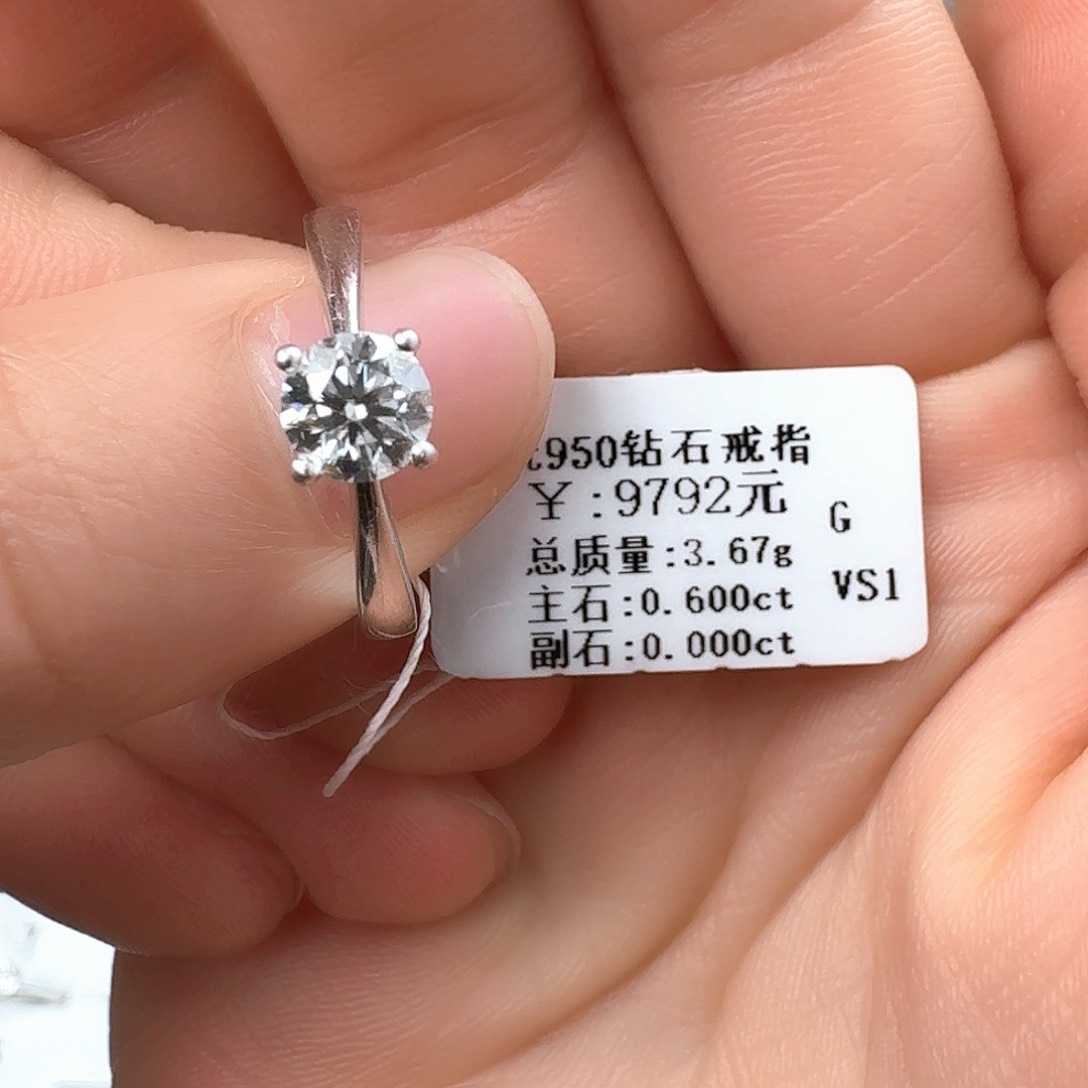 t950钻石戒指
￥:9792元
G
总质量:3.67g
VS1
主石:0.600ct
副石:0.000ct